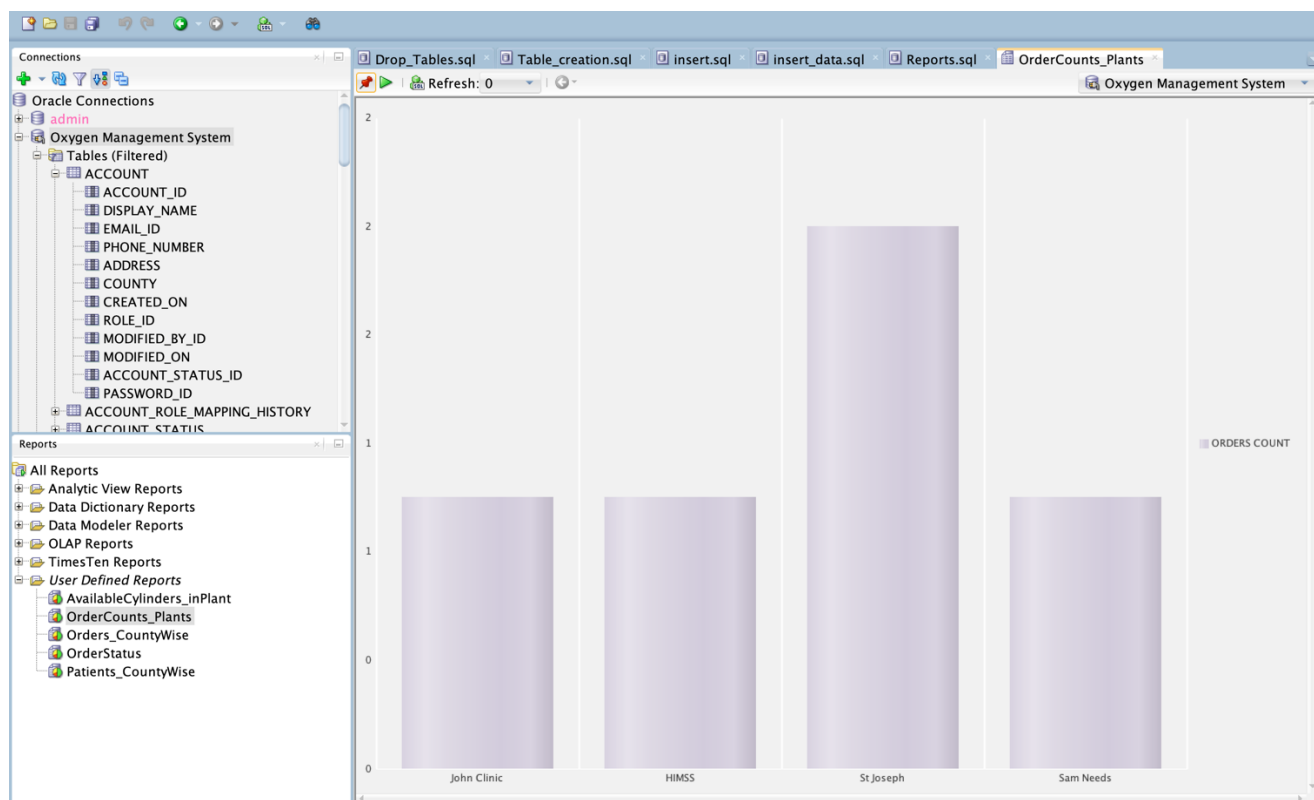 SQL
Connections
Oracle Connections
admin
Oxygen Management System
Tables (Filtered)
ACCOUNT
ACCOUNT_ID
DISPLAY_NAME
EMAIL_ID
PHONE_NUMBER
ADDRESS
COUNTY
CREATED_ON
ROLE_ID
MODIFIED_BY_ID
MODIFIED_ON
ACCOUNT_STATUS_ID
PASSWORD_ID
ACCOUNT_ROLE_MAPPING_HISTORY
ACCOUNT_STATUS
Reports
All Reports
Analytic View Reports
Data Dictionary Reports
Data Modeler Reports
OLAP Reports
TimesTen Reports
User Defined Reports
AvailableCylinders_inPlant
OrderCounts_Plants
Orders_CountyWise
OrderStatus
Patients_CountyWise
Drop_Tables.sql Table_creation.sql insert.sql insert_data.sql Reports.sql OrderCounts_Plants
SQL Refresh: 0 Oxygen Management System
2
2
2
1
1
0
0
John Clinic HIMSS St Joseph Sam Needs
ORDERS COUNT